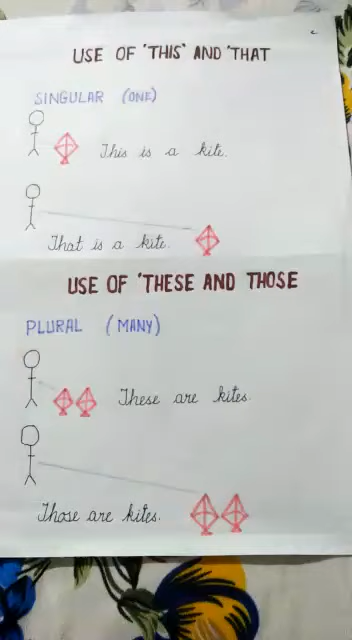 USE OF 'THIS' AND 'THAT
SINGULAR (ONE)
This is a kite.
That is a kite.
USE OF 'THESE AND THOSE
PLURAL (MANY)
These are kites.
Those are kites.